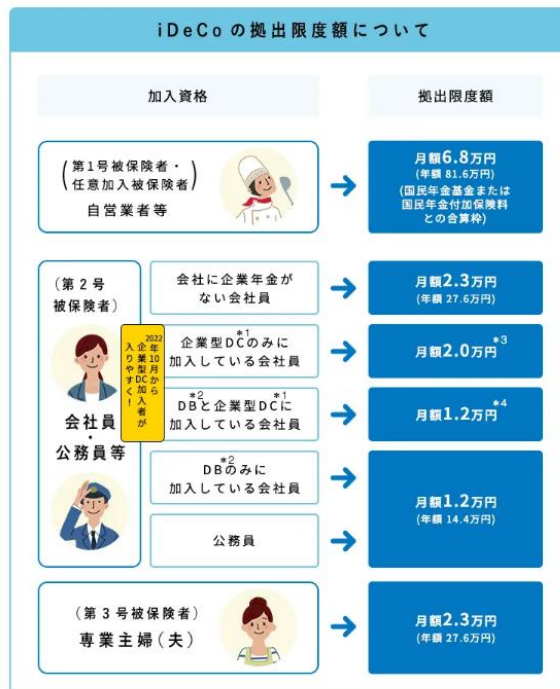 iDeCoの拠出限度額について
加入資格
拠出限度額
(第1号被保険者・
任意加入被保険者)
自営業者等
月額6.8万円
(年額 81.6万円)
(国民年金基金または
国民年金付加保険料
との合算枠)
(第2号
被保険者)
会社員
・
公務員等
2022年10月から
企業型DC加入者が
入りやすく!
会社に企業年金が
ない会社員
月額2.3万円
(年額 27.6万円)
企業型DC*1のみに
加入している会社員
月額2.0万円*3
DB*2と企業型DC*1に
加入している会社員
月額1.2万円*4
DB*2のみに
加入している会社員
公務員
月額1.2万円
(年額 14.4万円)
(第3号被保険者)
専業主婦(夫)
月額2.3万円
(年額 27.6万円)